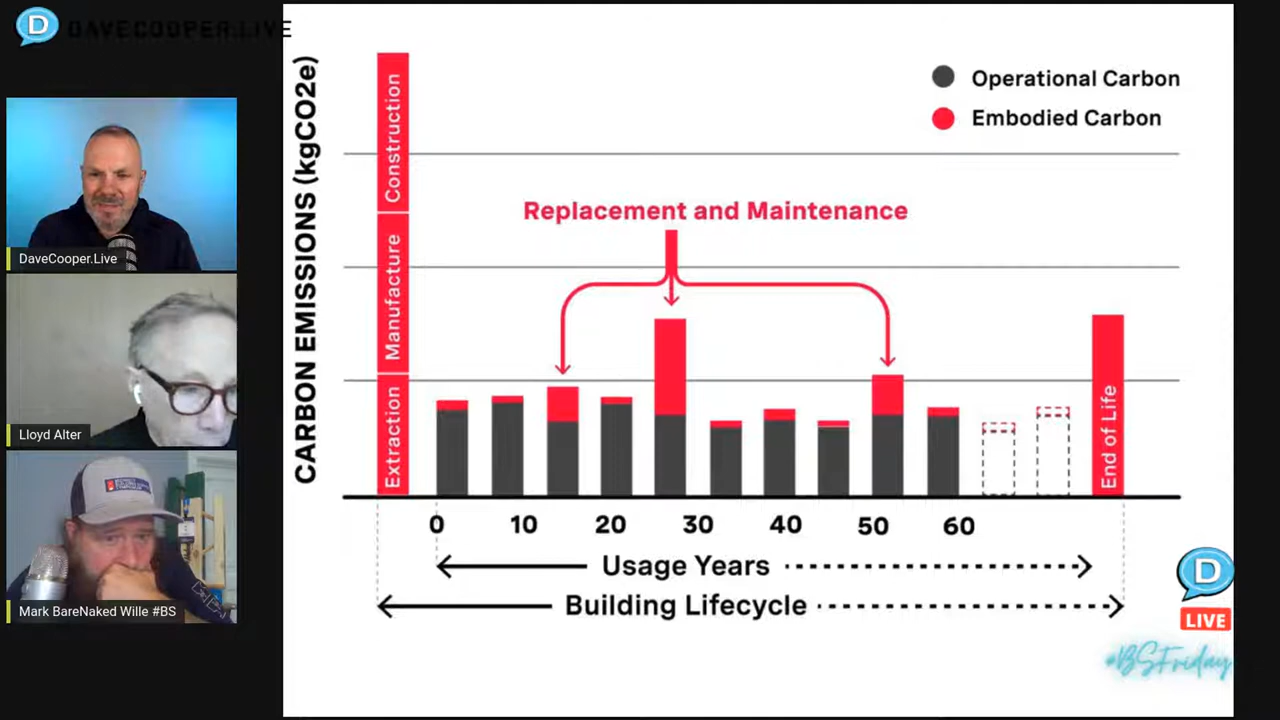 D
DAVECOOPER.LIVE
DaveCooper.Live
Lloyd Alter
Mark BareNaked Wille #BS
CARBON EMISSIONS (kgCO2e)
Construction
Manufacture
Extraction
Operational Carbon
Embodied Carbon
Replacement and Maintenance
End of Life
0 10 20 30 40 50 60
Usage Years
Building Lifecycle
D
LIVE
#BSFriday